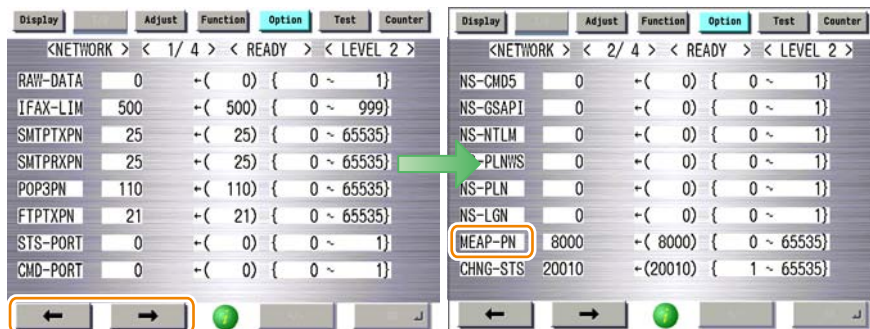 Display Adjust Function Option Test Counter
<NETWORK > < 1/ 4 > < READY > < LEVEL 2 >
RAW-DATA 0 ←( 0) { 0 ~ 1}
IFAX-LIM 500 ←( 500) { 0 ~ 999}
SMTPTXPN 25 ←( 25) { 0 ~ 65535}
SMTPRXPN 25 ←( 25) { 0 ~ 65535}
POP3PN 110 ←( 110) { 0 ~ 65535}
FTPTXPN 21 ←( 21) { 0 ~ 65535}
STS-PORT 0 ←( 0) { 0 ~ 1}
CMD-PORT 0 ←( 0) { 0 ~ 1}
Display Adjust Function Option Test Counter
<NETWORK > < 2/ 4 > < READY > < LEVEL 2 >
NS-CMD5 0 ←( 0) { 0 ~ 1}
NS-GSAPI 0 ←( 0) { 0 ~ 1}
NS-NTLM 0 ←( 0) { 0 ~ 1}
-PLNWS 0 ←( 0) { 0 ~ 1}
NS-PLN 0 ←( 0) { 0 ~ 1}
NS-LGN 0 ←( 0) { 0 ~ 1}
MEAP-PN 8000 ←( 8000) { 0 ~ 65535}
CHNG-STS 20010 ←(20010) { 1 ~ 65535}